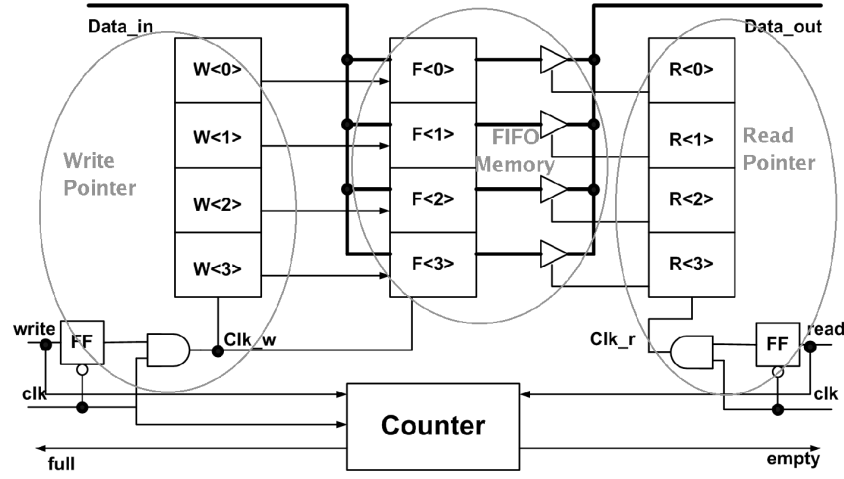 Data_in
Data_out
W<0>
F<0>
R<0>
W<1>
F<1>
R<1>
FIFO
Memory
Write
Pointer
Read
Pointer
W<2>
F<2>
R<2>
W<3>
F<3>
R<3>
write
FF
Clk_w
Clk_r
FF
read
clk
clk
Counter
full
empty